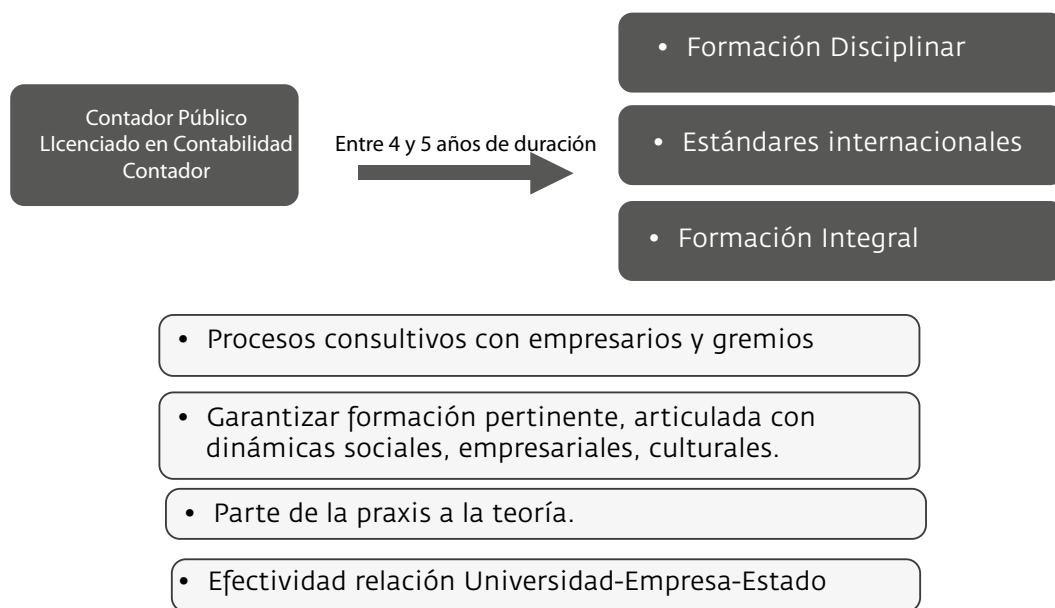 Contador Público
LIcenciado en Contabilidad
Contador
Entre 4 y 5 años de duración
• Formación Disciplinar
• Estándares internacionales
• Formación Integral
• Procesos consultivos con empresarios y gremios
• Garantizar formación pertinente, articulada con
dinámicas sociales, empresariales, culturales.
• Parte de la praxis a la teoría.
• Efectividad relación Universidad-Empresa-Estado